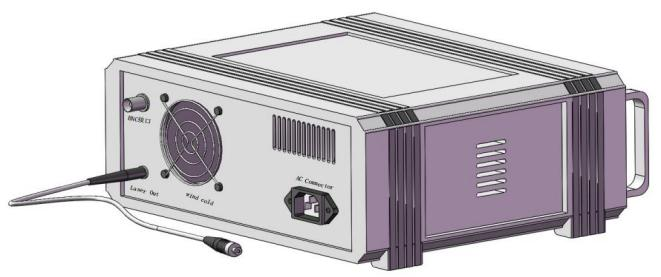 Laser Out
wind cold
AC Connector